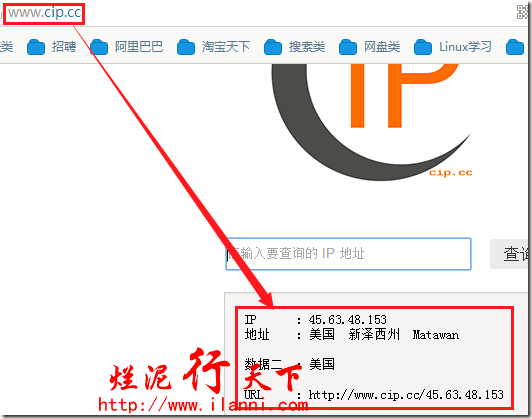 www.cip.cc
类 招聘 阿里巴巴 淘宝天下 搜索类 网盘类 Linux学习
IP
cip.cc
请输入要查询的 IP 地址
查询
IP : 45.63.48.153
地址 : 美国 新泽西州 Matawan
数据二 : 美国
URL : http://www.cip.cc/45.63.48.153
烂泥行天下
http://www.ilanni.com